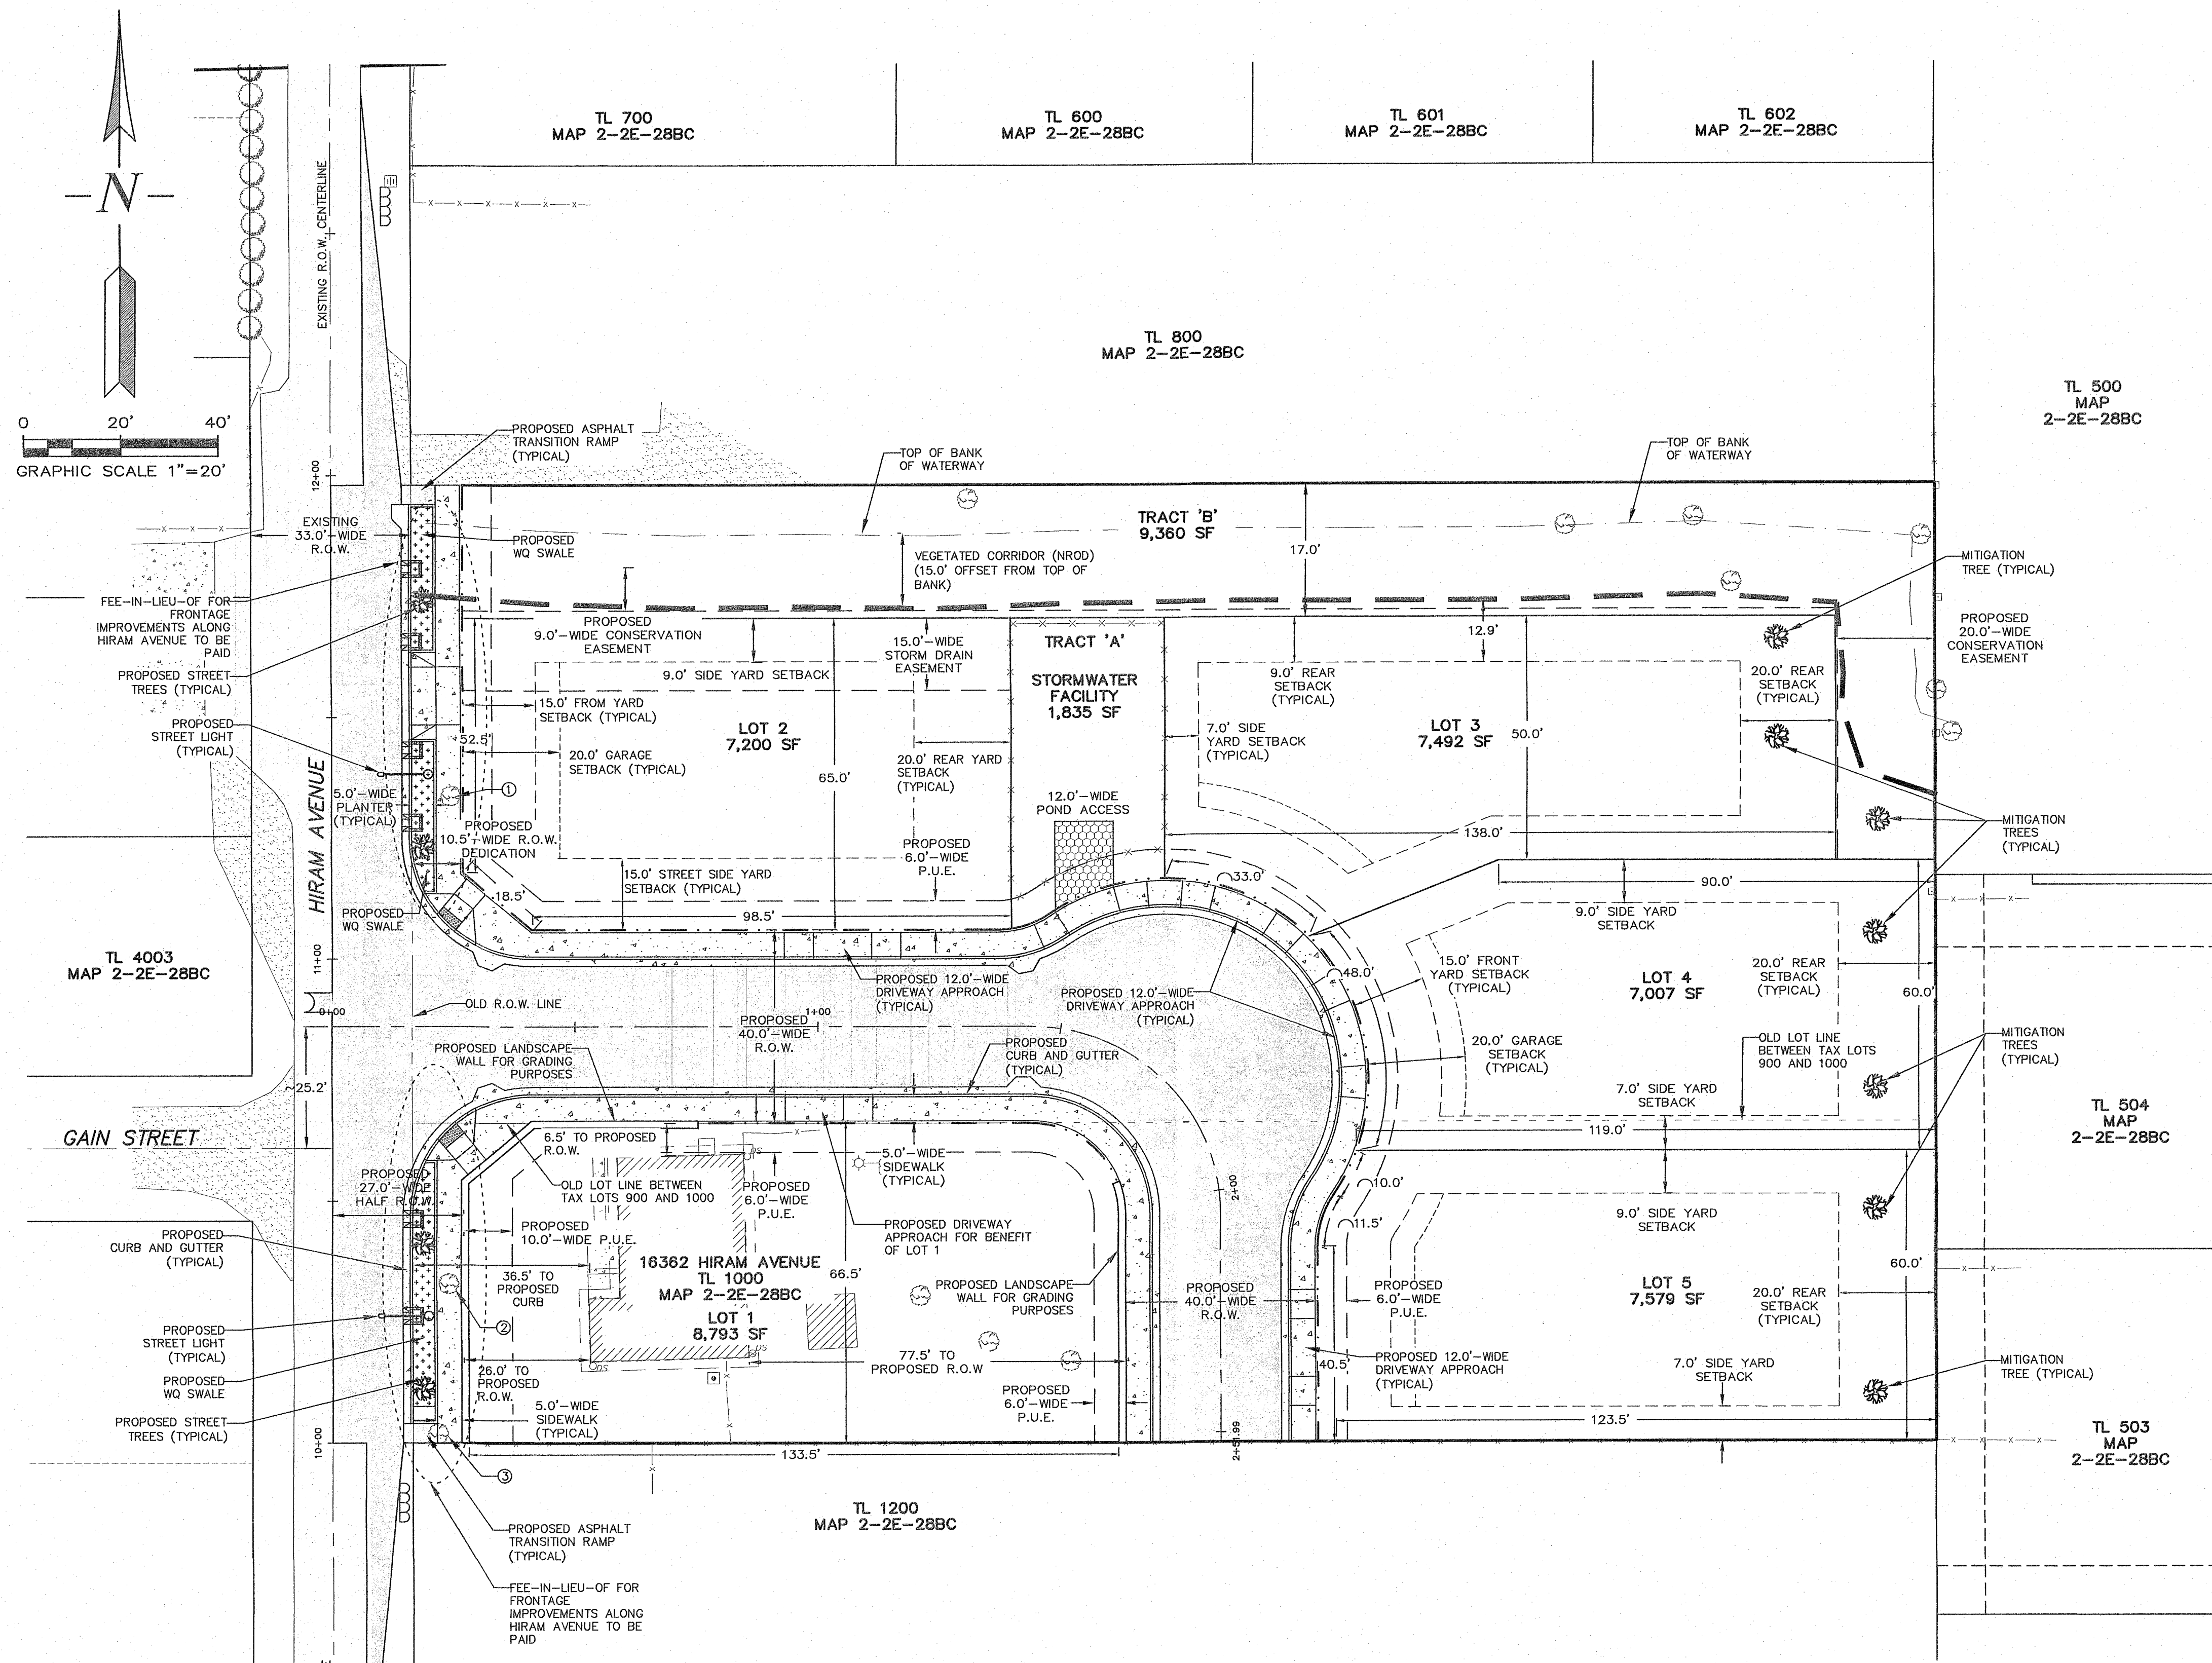 TL 700
MAP 2-2E-28BC
TL 600
MAP 2-2E-28BC
TL 601
MAP 2-2E-28BC
TL 602
MAP 2-2E-28BC
-N-
EXISTING R.O.W. CENTERLINE
TL 800
MAP 2-2E-28BC
TL 500
MAP
2-2E-28BC
0 20' 40'
GRAPHIC SCALE 1"=20'
12+00
PROPOSED ASPHALT
TRANSITION RAMP
(TYPICAL)
TOP OF BANK
OF WATERWAY
TOP OF BANK
OF WATERWAY
EXISTING
33.0'-WIDE
R.O.W.
PROPOSED
WQ SWALE
TRACT 'B'
9,360 SF
17.0'
VEGETATED CORRIDOR (NROD)
(15.0' OFFSET FROM TOP OF
BANK)
MITIGATION
TREE (TYPICAL)
FEE-IN-LIEU-OF FOR
FRONTAGE
IMPROVEMENTS ALONG
HIRAM AVENUE TO BE
PAID
PROPOSED
9.0'-WIDE CONSERVATION
EASEMENT
15.0'-WIDE
STORM DRAIN
EASEMENT
TRACT 'A'
STORMWATER
FACILITY
1,835 SF
12.9'
PROPOSED
20.0'-WIDE
CONSERVATION
EASEMENT
PROPOSED STREET
TREES (TYPICAL)
9.0' SIDE YARD SETBACK
9.0' REAR
SETBACK
(TYPICAL)
20.0' REAR
SETBACK
(TYPICAL)
15.0' FROM YARD
SETBACK (TYPICAL)
LOT 2
7,200 SF
7.0' SIDE
YARD SETBACK
(TYPICAL)
LOT 3
7,492 SF
50.0'
PROPOSED
STREET LIGHT
(TYPICAL)
52.5'
20.0' GARAGE
SETBACK (TYPICAL)
65.0'
20.0' REAR YARD
SETBACK
(TYPICAL)
HIRAM AVENUE
5.0'-WIDE
PLANTER
(TYPICAL)
1
12.0'-WIDE
POND ACCESS
138.0'
MITIGATION
TREES
(TYPICAL)
PROPOSED
10.5'-WIDE R.O.W.
DEDICATION
PROPOSED
6.0'-WIDE
P.U.E.
15.0' STREET SIDE YARD
SETBACK (TYPICAL)
18.5'
33.0'
90.0'
PROPOSED
WQ SWALE
98.5'
9.0' SIDE YARD
SETBACK
TL 4003
MAP 2-2E-28BC
11+00
PROPOSED 12.0'-WIDE
DRIVEWAY APPROACH
(TYPICAL)
PROPOSED 12.0'-WIDE
DRIVEWAY APPROACH
(TYPICAL)
48.0'
15.0' FRONT
YARD SETBACK
(TYPICAL)
LOT 4
7,007 SF
20.0' REAR
SETBACK
(TYPICAL)
60.0'
0+00
OLD R.O.W. LINE
1+00
PROPOSED
40.0'-WIDE
R.O.W.
PROPOSED LANDSCAPE
WALL FOR GRADING
PURPOSES
PROPOSED
CURB AND GUTTER
(TYPICAL)
20.0' GARAGE
SETBACK
(TYPICAL)
OLD LOT LINE
BETWEEN TAX LOTS
900 AND 1000
MITIGATION
TREES
(TYPICAL)
~25.2'
7.0' SIDE YARD
SETBACK
GAIN STREET
6.5' TO PROPOSED
R.O.W.
119.0'
TL 504
MAP
2-2E-28BC
PROPOSED
27.0'-WIDE
HALF R.O.W.
OLD LOT LINE BETWEEN
TAX LOTS 900 AND 1000
PROPOSED
6.0'-WIDE
P.U.E.
5.0'-WIDE
SIDEWALK
(TYPICAL)
2+00
10.0'
PROPOSED
CURB AND GUTTER
(TYPICAL)
PROPOSED
10.0'-WIDE P.U.E.
PROPOSED DRIVEWAY
APPROACH FOR BENEFIT
OF LOT 1
11.5'
9.0' SIDE YARD
SETBACK
36.5' TO
PROPOSED
CURB
16362 HIRAM AVENUE
TL 1000
MAP 2-2E-28BC
LOT 1
8,793 SF
66.5'
PROPOSED LANDSCAPE
WALL FOR GRADING
PURPOSES
PROPOSED
40.0'-WIDE
R.O.W.
PROPOSED
6.0'-WIDE
P.U.E.
LOT 5
7,579 SF
20.0' REAR
SETBACK
(TYPICAL)
60.0'
2
PROPOSED
STREET LIGHT
(TYPICAL)
77.5' TO
PROPOSED R.O.W
26.0' TO
PROPOSED
R.O.W.
40.5'
PROPOSED 12.0'-WIDE
DRIVEWAY APPROACH
(TYPICAL)
7.0' SIDE YARD
SETBACK
MITIGATION
TREE (TYPICAL)
PROPOSED
WQ SWALE
5.0'-WIDE
SIDEWALK
(TYPICAL)
PROPOSED
6.0'-WIDE
P.U.E.
PROPOSED STREET
TREES (TYPICAL)
123.5'
10+00
133.5'
2+51.99
TL 503
MAP
2-2E-28BC
3
TL 1200
MAP 2-2E-28BC
PROPOSED ASPHALT
TRANSITION RAMP
(TYPICAL)
FEE-IN-LIEU-OF FOR
FRONTAGE
IMPROVEMENTS ALONG
HIRAM AVENUE TO BE
PAID